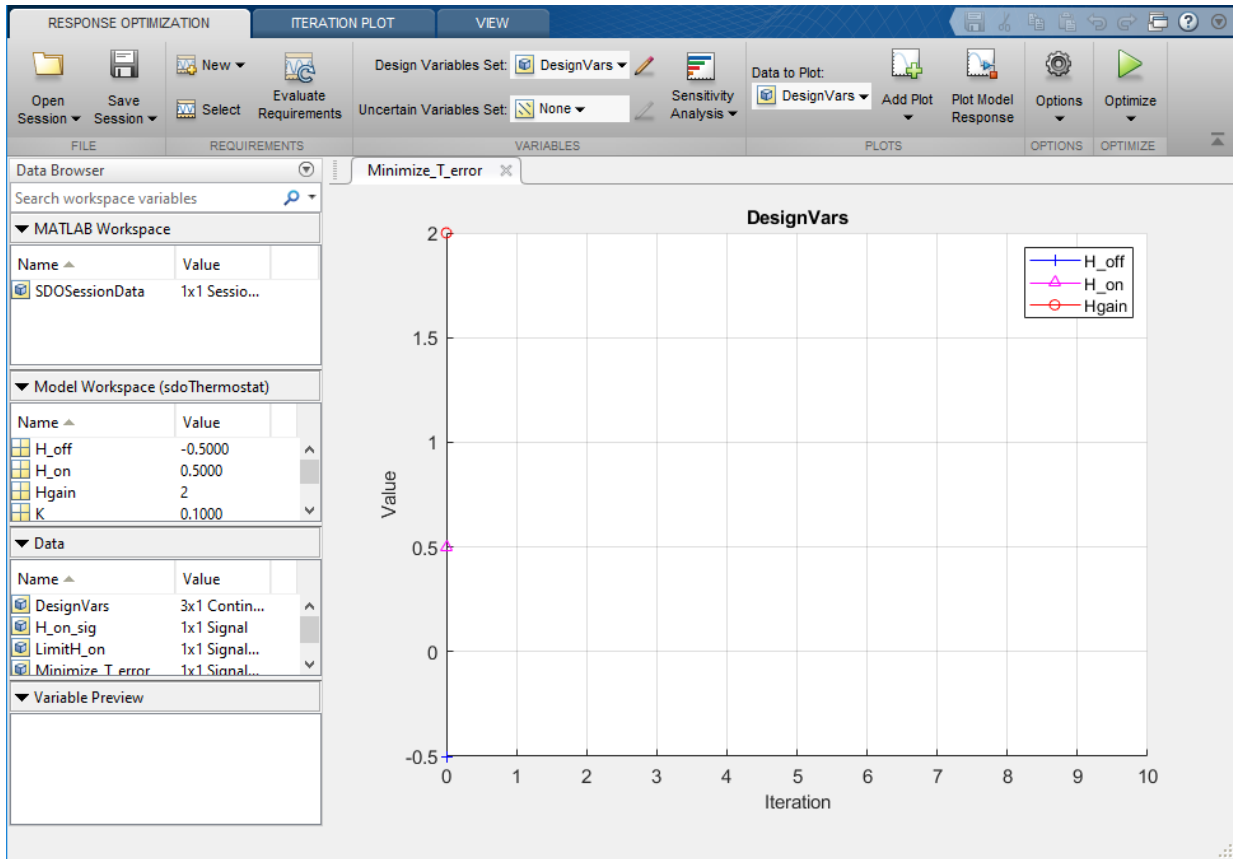 RESPONSE OPTIMIZATION ITERATION PLOT VIEW
Open Session
Save Session
FILE
New
Select
Evaluate Requirements
REQUIREMENTS
Design Variables Set: DesignVars
Uncertain Variables Set: None
Sensitivity Analysis
VARIABLES
Data to Plot:
DesignVars
Add Plot
Plot Model Response
PLOTS
Options
OPTIONS
Optimize
OPTIMIZE
Data Browser
Search workspace variables
MATLAB Workspace
Name Value
SDOSessionData 1x1 Sessio...
Model Workspace (sdoThermostat)
Name Value
H_off -0.5000
H_on 0.5000
Hgain 2
K 0.1000
Data
Name Value
DesignVars 3x1 Contin...
H_on_sig 1x1 Signal
LimitH_on 1x1 Signal...
Minimize_T_error 1x1 Signal...
Variable Preview
Minimize_T_error
DesignVars
H_off
H_on
Hgain
2
1.5
1
0.5
0
-0.5
Value
0 1 2 3 4 5 6 7 8 9 10
Iteration